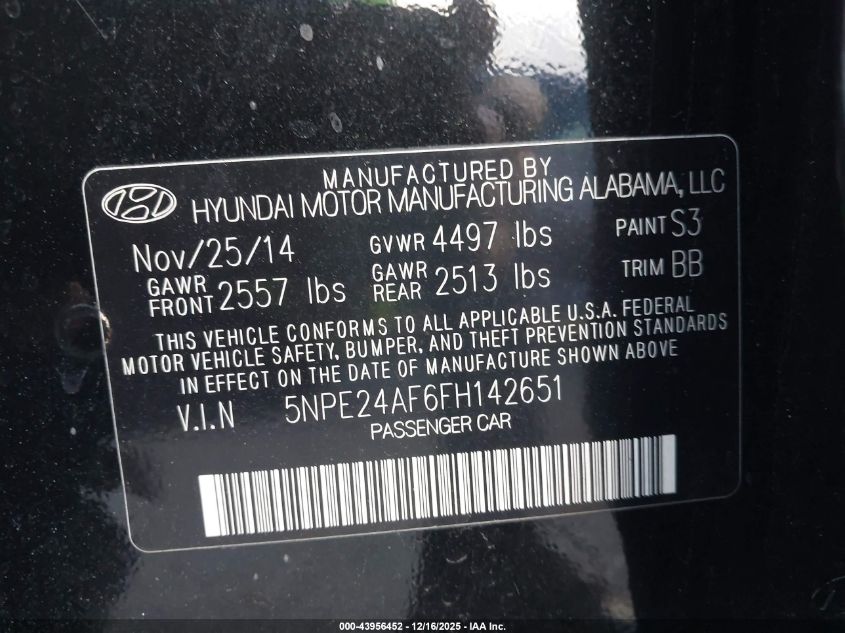 MANUFACTURED BY
HYUNDAI MOTOR MANUFACTURING ALABAMA, LLC
Nov/25/14 GVWR 4497 lbs PAINT S3
GAWR FRONT 2557 lbs GAWR REAR 2513 lbs TRIM BB
THIS VEHICLE CONFORMS TO ALL APPLICABLE U.S.A. FEDERAL
MOTOR VEHICLE SAFETY, BUMPER, AND THEFT PREVENTION STANDARDS
IN EFFECT ON THE DATE OF MANUFACTURE SHOWN ABOVE
V.I.N 5NPE24AF6FH142651
PASSENGER CAR
000-43956452 - 12/16/2025 - IAA Inc.